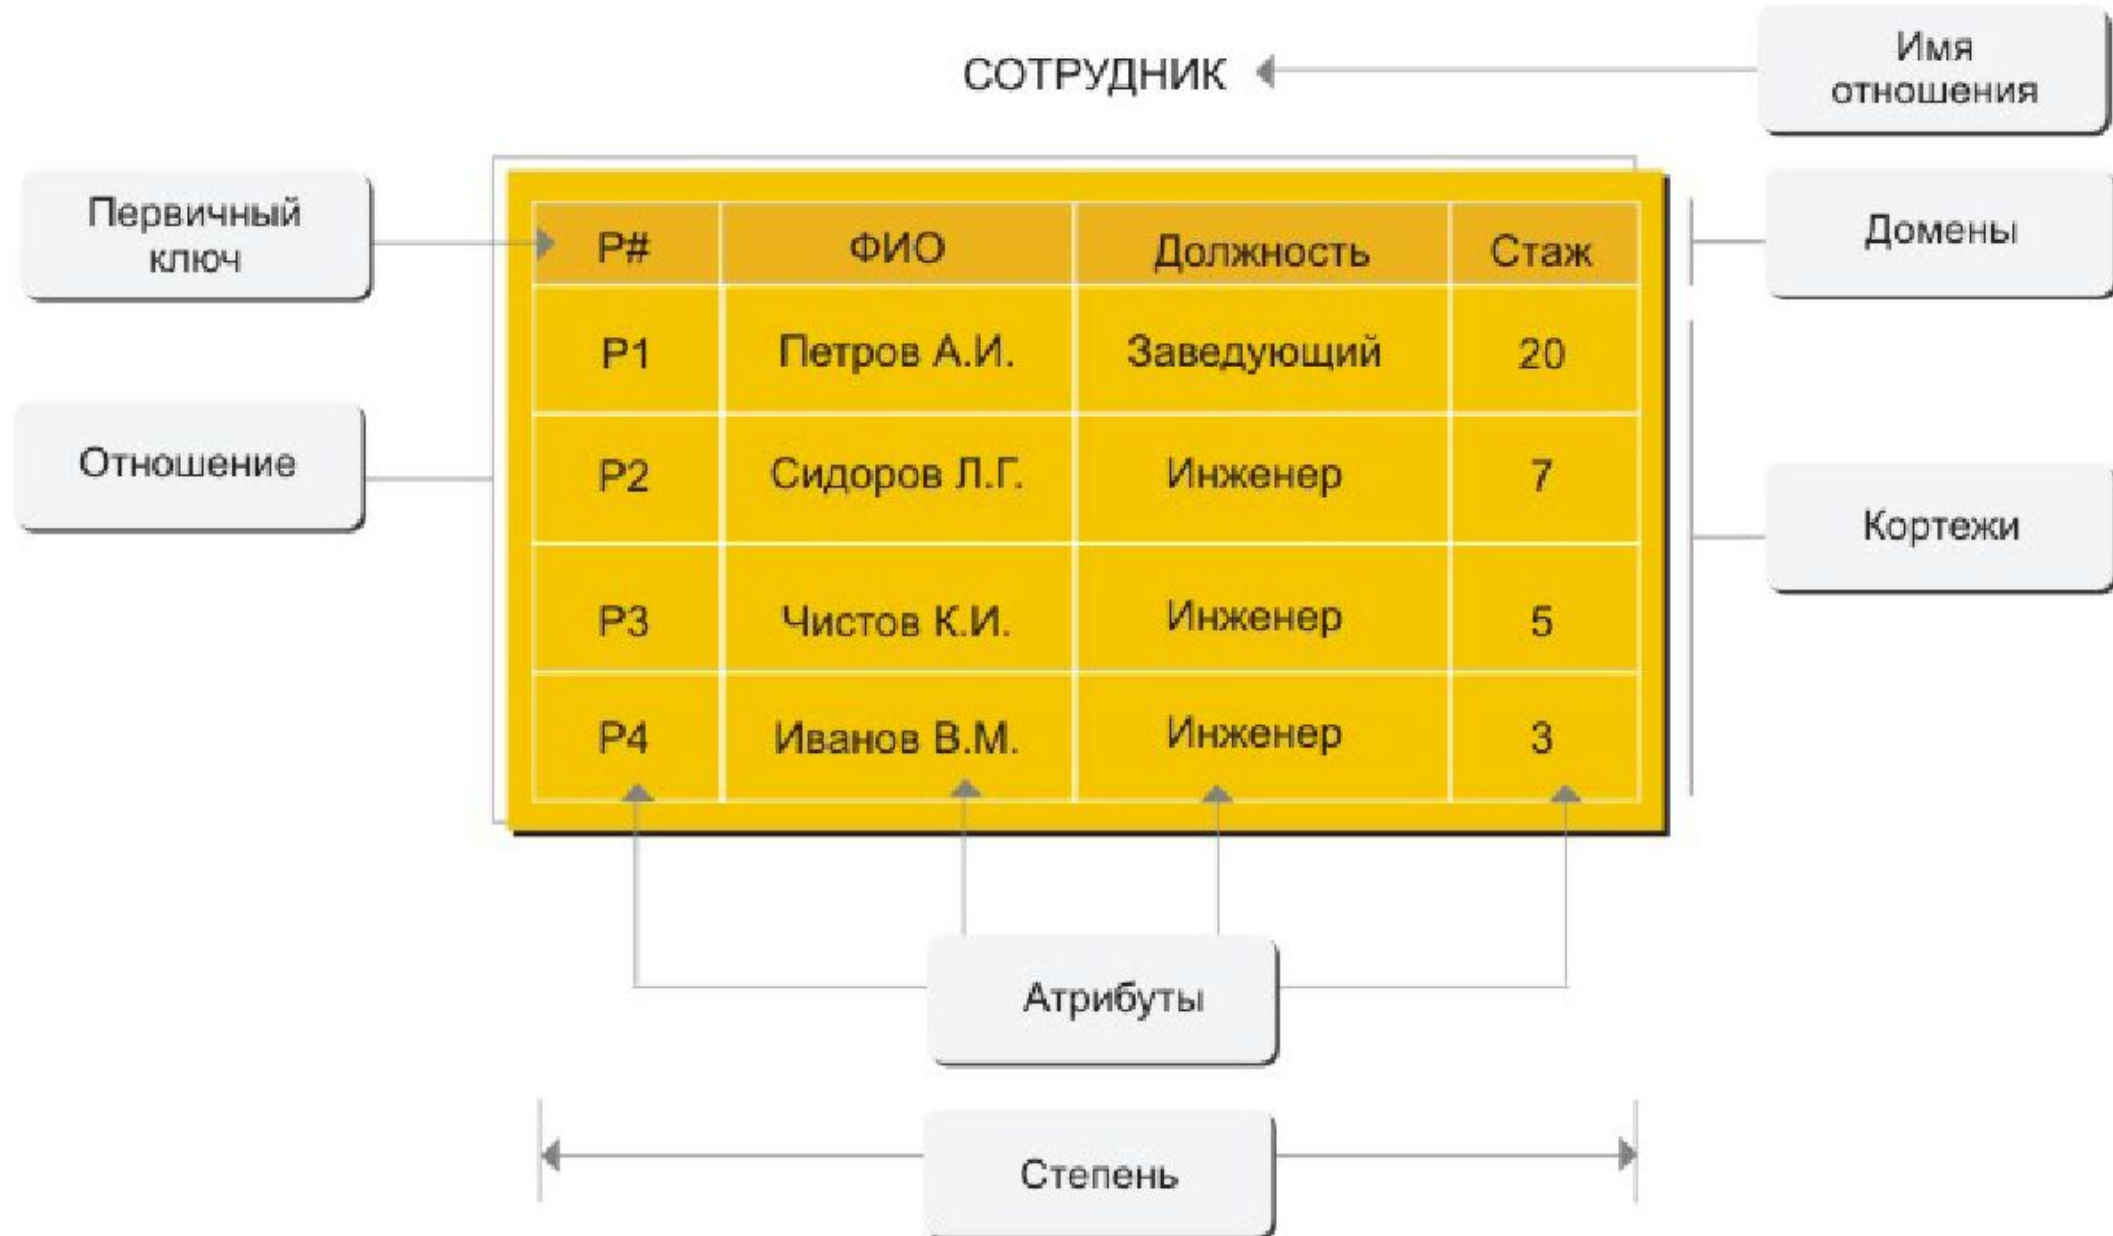 СОТРУДНИК
Имя
отношения
Первичный
ключ
Домены
P# ФИО Должность Стаж
P1 Петров А.И. Заведующий 20
Отношение
P2 Сидоров Л.Г. Инженер 7
Кортежи
P3 Чистов К.И. Инженер 5
P4 Иванов В.М. Инженер 3
Атрибуты
Степень